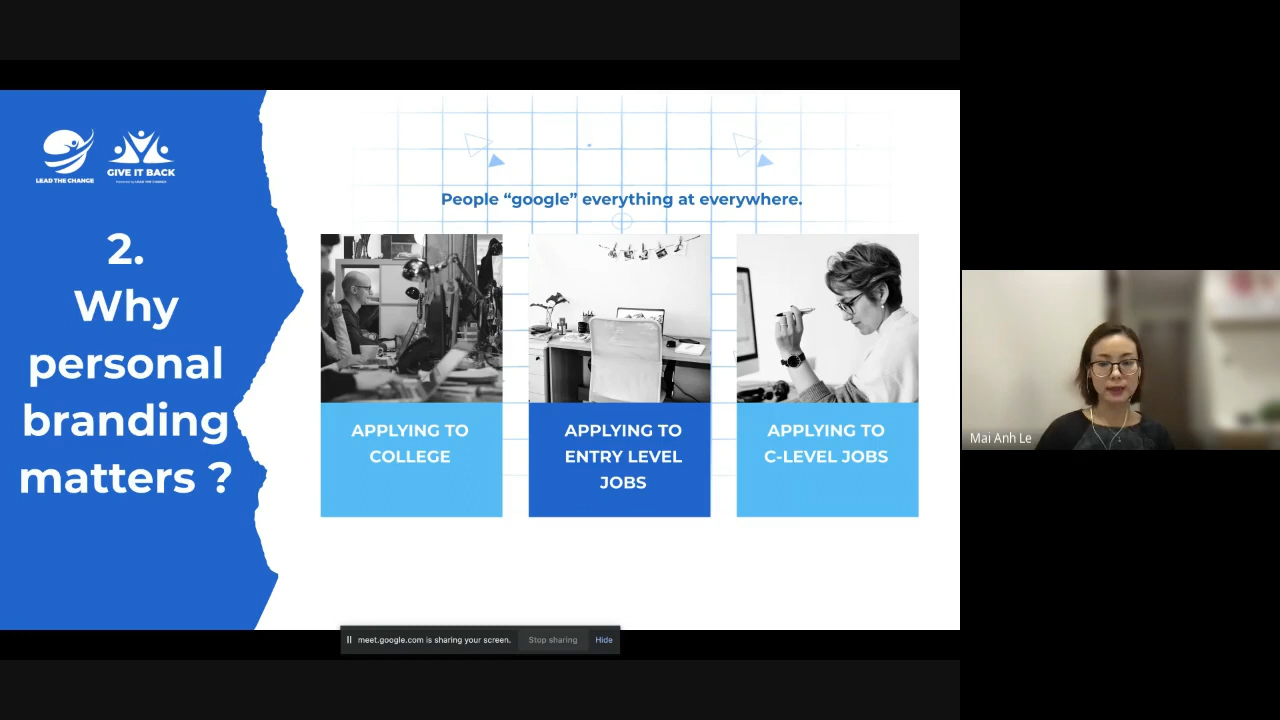 LEAD THE CHANGE
GIVE IT BACK
2.
Why
personal
branding
matters ?
People “google” everything at everywhere.
APPLYING TO
COLLEGE
APPLYING TO
ENTRY LEVEL
JOBS
APPLYING TO
C-LEVEL JOBS
Mai Anh Le
meet.google.com is sharing your screen.
Stop sharing
Hide